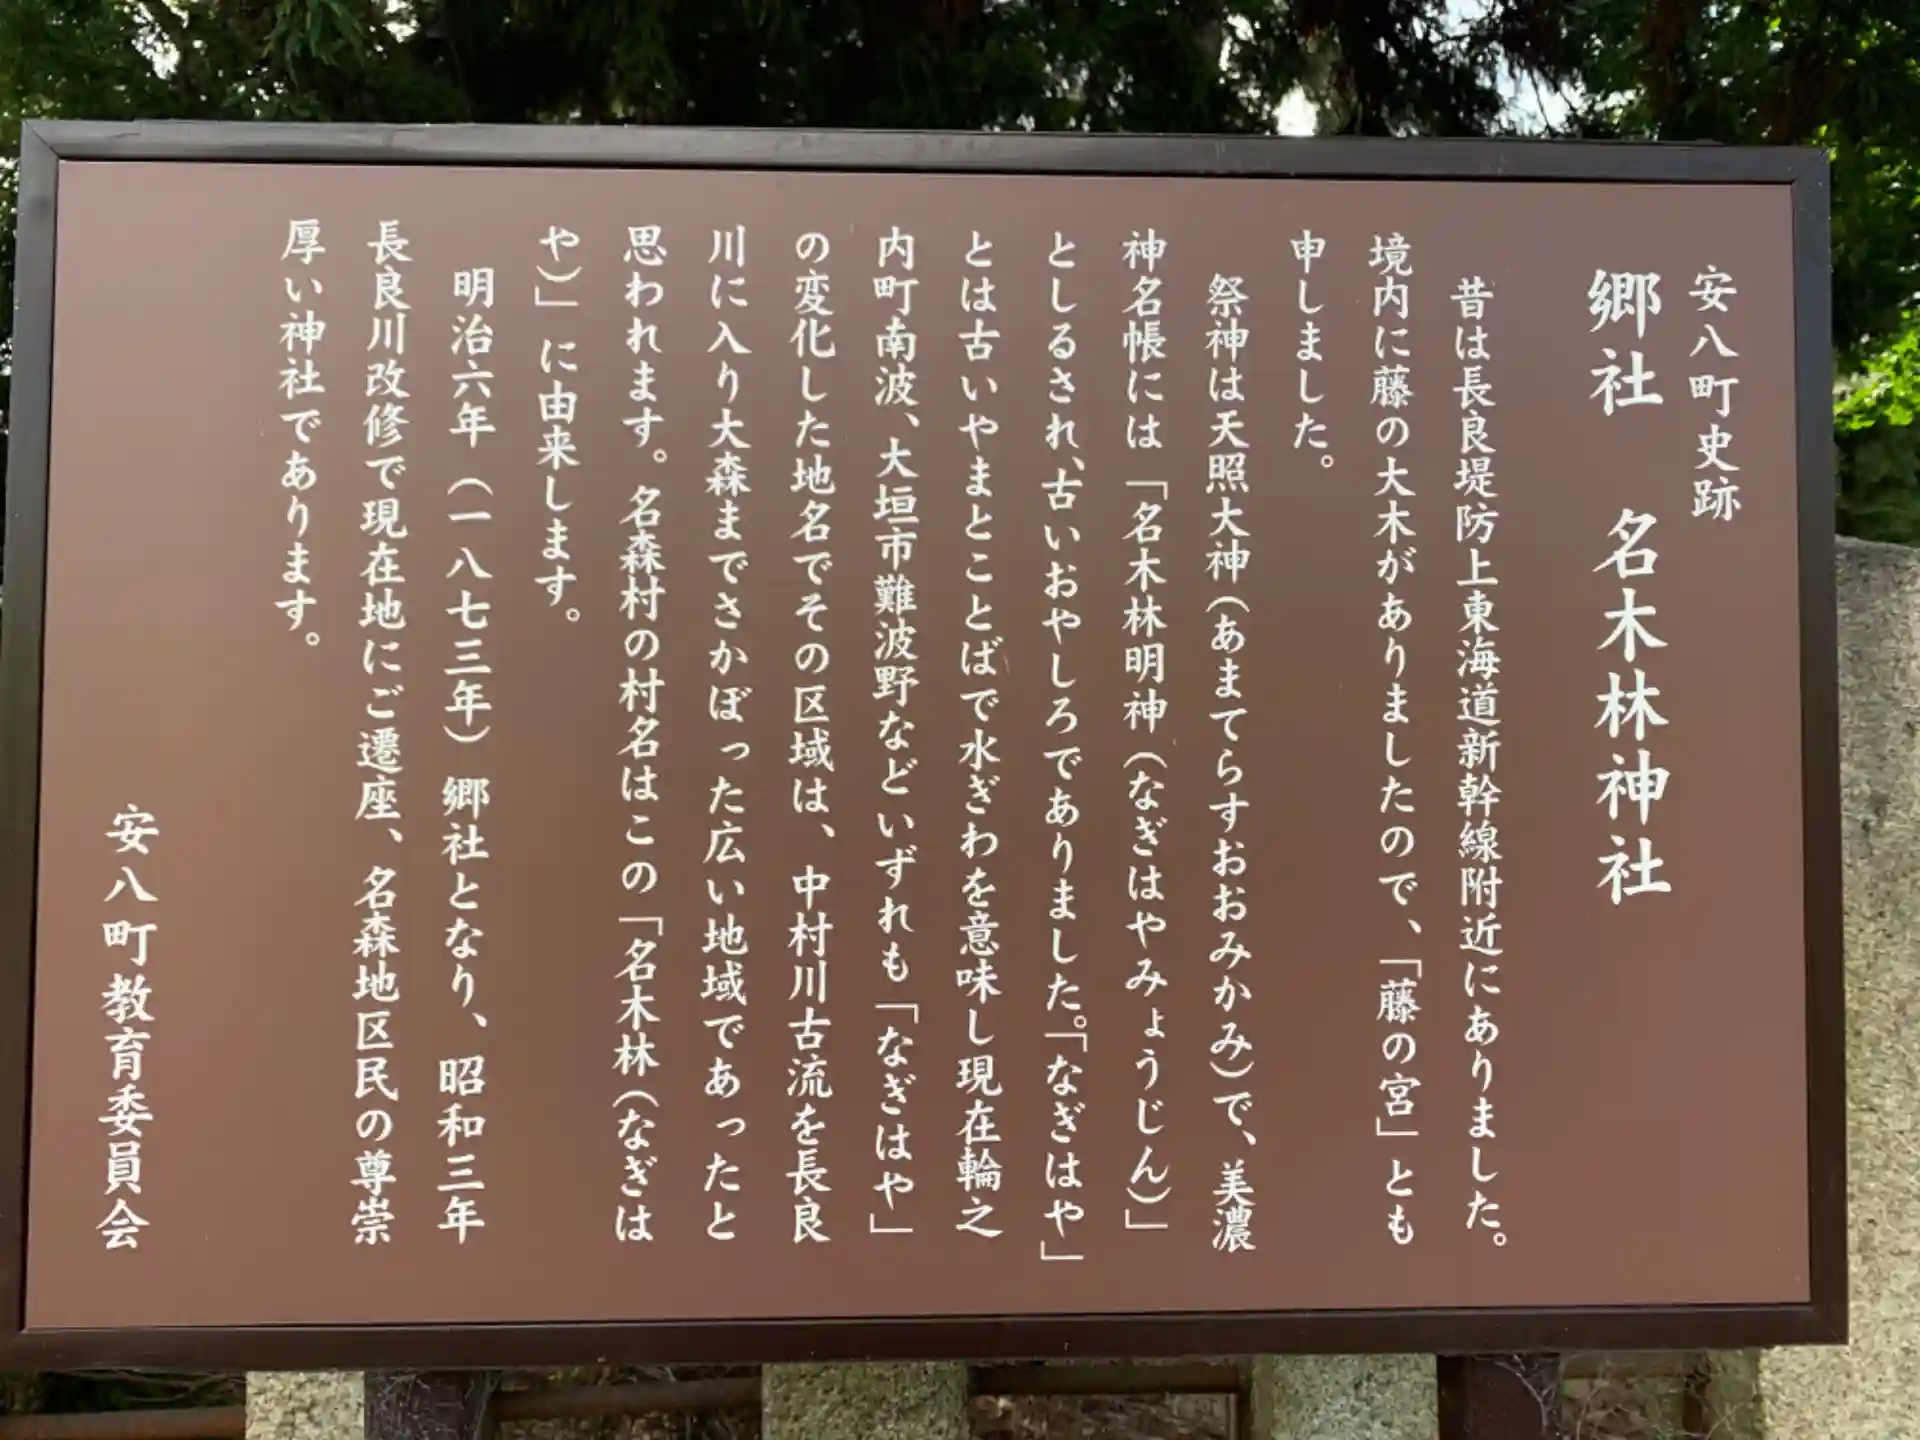 安八町史跡
郷社　名木林神社
昔は長良堤防上東海道新幹線附近にありました。
境内に藤の大木がありましたので、「藤の宮」とも
申しました。
祭神は天照大神（あまてらすおおみかみ）で、美濃
神名帳には「名木林明神（なぎはやみょうじん）」
としるされ、古いおやしろでありました。「なぎはや」
とは古いやまとことばで水ぎわを意味し現在輪之
内町南波、大垣市難波野などいずれも「なぎはや」
の変化した地名でその区域は、中村川古流を長良
川に入り大森までさかぼった広い地域であったと
思われます。名森村の村名はこの「名木林（なぎは
や）」に由来します。
明治六年（一八七三年）郷社となり、昭和三年
長良川改修で現在地にご遷座、名森地区民の尊崇
厚い神社であります。
安八町教育委員会